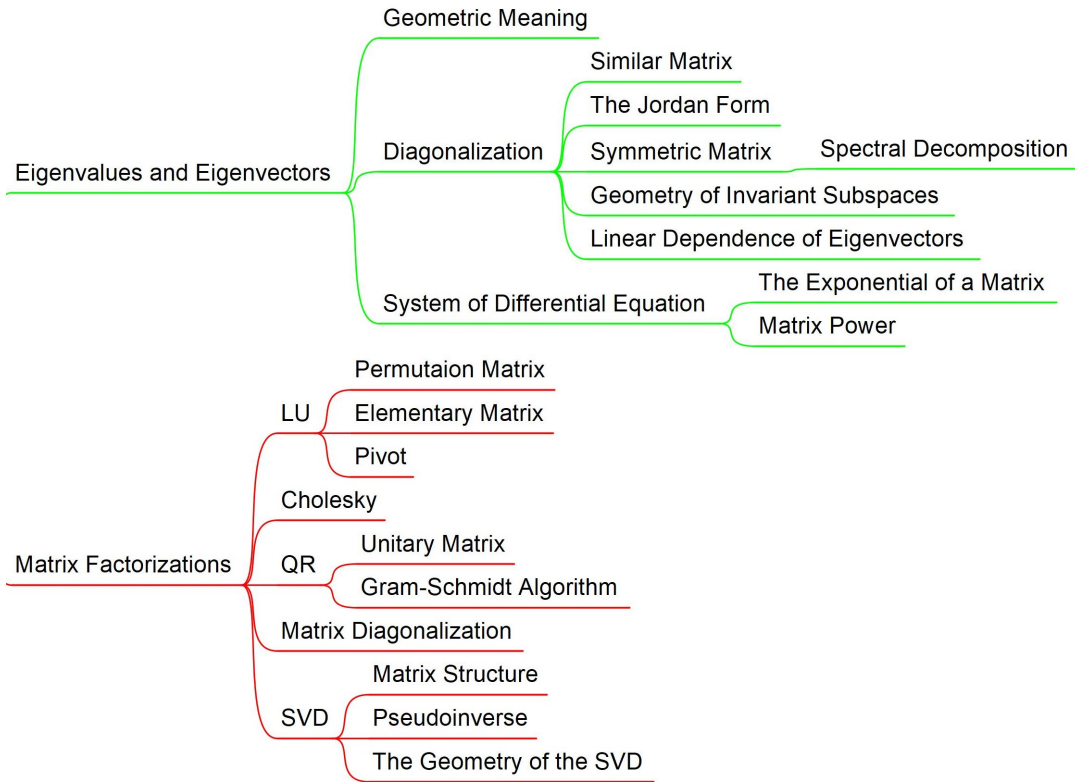 Eigenvalues and Eigenvectors
Geometric Meaning
Diagonalization
Similar Matrix
The Jordan Form
Symmetric Matrix
Spectral Decomposition
Geometry of Invariant Subspaces
Linear Dependence of Eigenvectors
System of Differential Equation
The Exponential of a Matrix
Matrix Power
Matrix Factorizations
LU
Permutaion Matrix
Elementary Matrix
Pivot
Cholesky
QR
Unitary Matrix
Gram-Schmidt Algorithm
Matrix Diagonalization
SVD
Matrix Structure
Pseudoinverse
The Geometry of the SVD